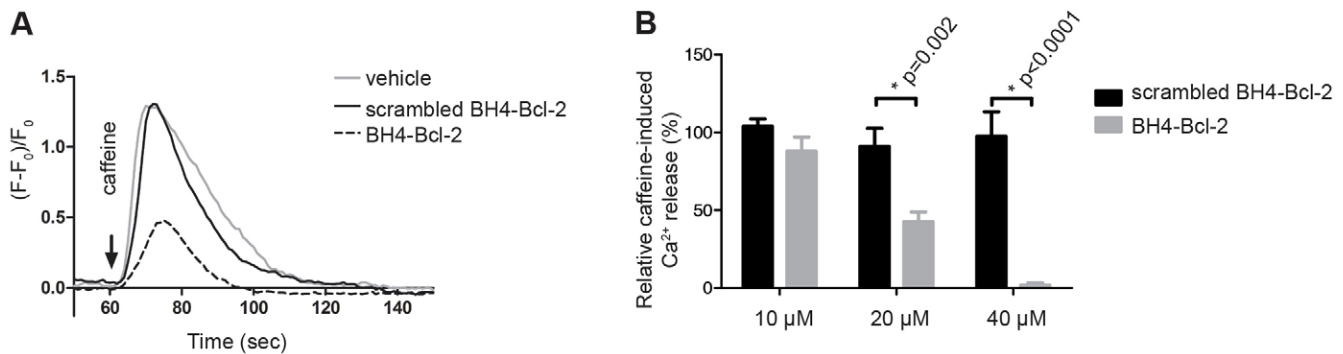 A
(F-F₀)/F₀
1.5
1.0
0.5
0.0
caffeine
60
80
100
120
140
Time (sec)
vehicle
scrambled BH4-Bcl-2
BH4-Bcl-2
B
Relative caffeine-induced
Ca²⁺ release (%)
150
100
50
0
* p=0.002
* p<0.0001
10 μM
20 μM
40 μM
scrambled BH4-Bcl-2
BH4-Bcl-2